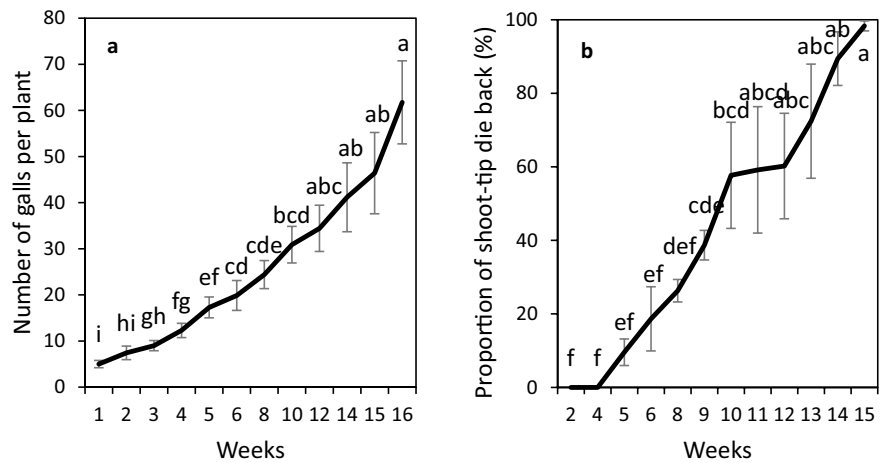 a
Number of galls per plant
80
70
60
50
40
30
20
10
0
i
hi
gh
fg
ef
cd
cde
bcd
abc
ab
ab
a
1 2 3 4 5 6 8 10 12 14 15 16
Weeks
b
Proportion of shoot-tip die back (%)
100
80
60
40
20
0
f
f
ef
ef
def
cde
bcd
abcd
abc
abc
ab
a
2 4 5 6 8 9 10 11 12 13 14 15
Weeks